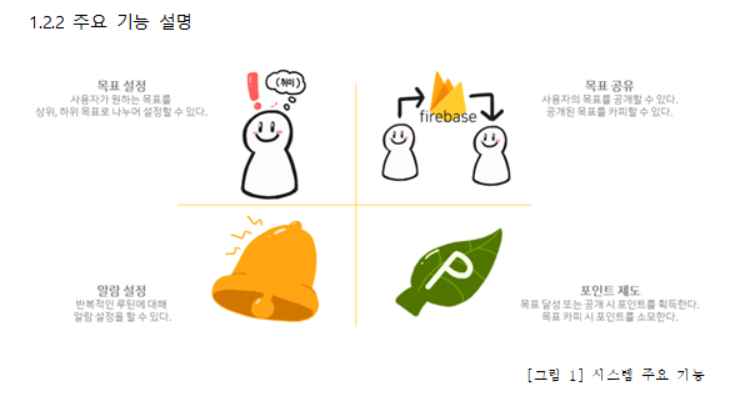 1.2.2 주요 기능 설명
목표 설정
사용자가 원하는 목표를
상위, 하위 목표로 나누어 설정할 수 있다.
(취미)
firebase
목표 공유
사용자의 목표를 공개할 수 있다.
공개된 목표를 카피할 수 있다.
알람 설정
반복적인 루틴에 대해
알람 설정을 할 수 있다.
P
포인트 제도
목표 달성 또는 공개 시 포인트를 획득한다.
목표 카피 시 포인트를 소모한다.
[그림 1] 시스템 주요 기능